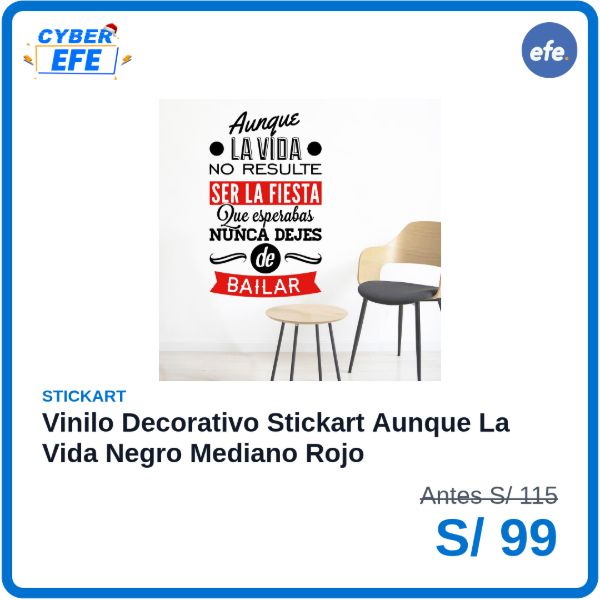 CYBER
EFE
efe.
Aunque
LA VIDA
NO RESULTE
SER LA FIESTA
Que esperabas
NUNCA DEJES
de
BAILAR
STICKART
Vinilo Decorativo Stickart Aunque La
Vida Negro Mediano Rojo
Antes S/ 115
S/ 99